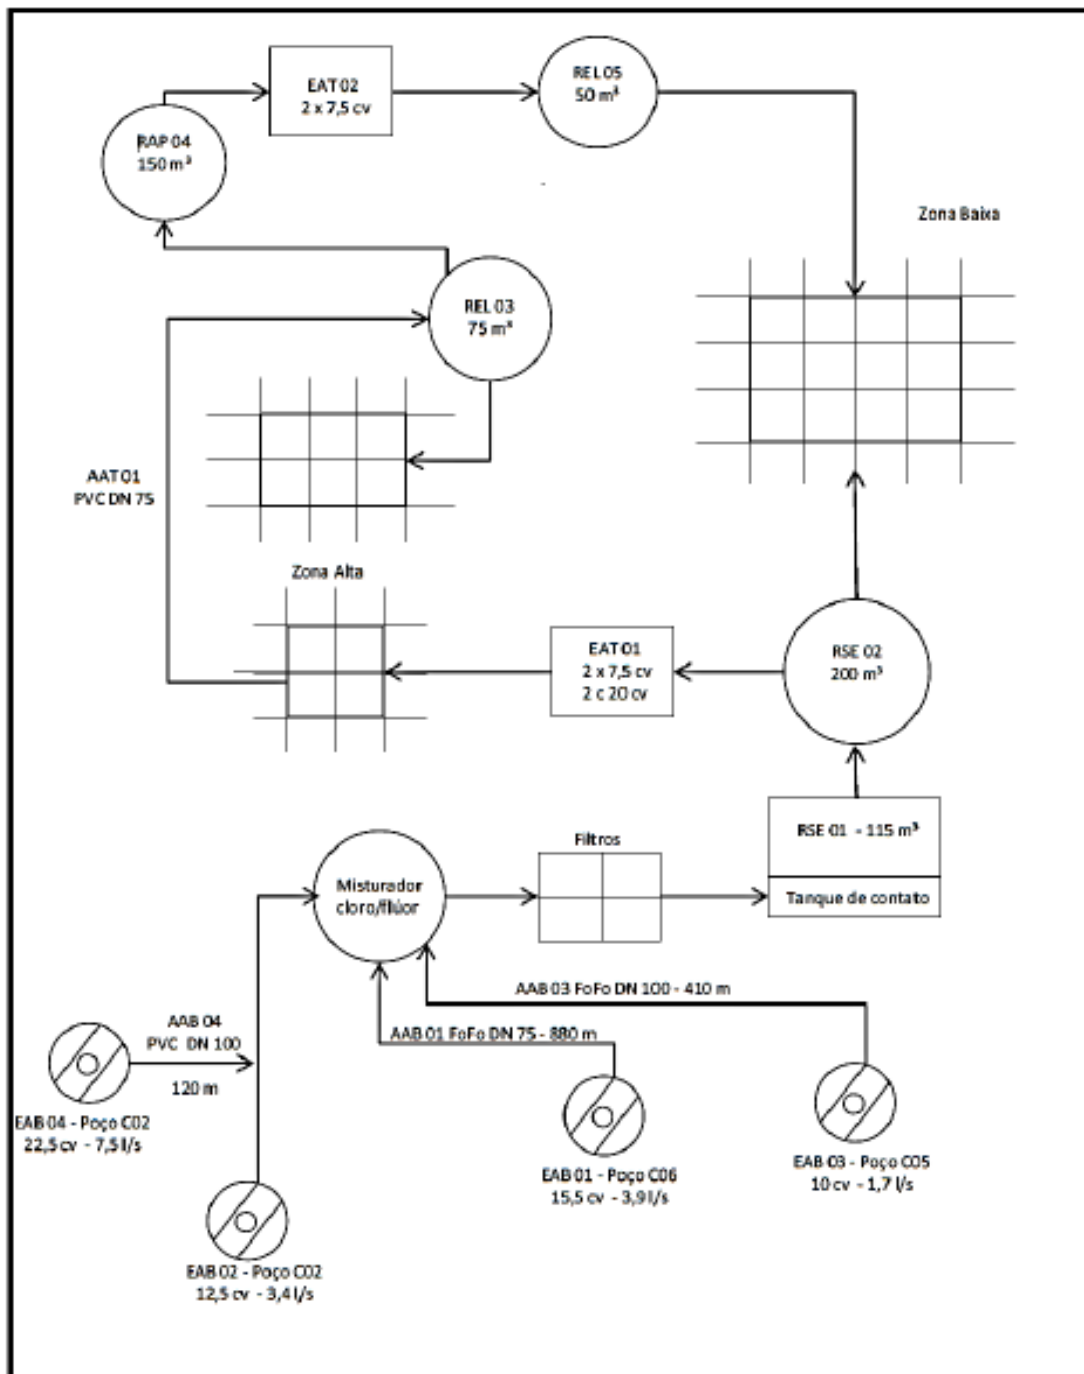 EAT 02
2 x 7,5 cv
REL 05
50 m³
RAP 04
150 m³
Zona Baixa
REL 03
75 m³
AAT 01
PVC DN 75
Zona Alta
EAT 01
2 x 7,5 cv
2 c 20 cv
RSE 02
200 m³
RSE 01 - 115 m³
Tanque de contato
Filtros
Misturador
cloro/flúor
AAB 03 FoFo DN 100 - 410 m
AAB 01 FoFo DN 75 - 880 m
AAB 04
PVC DN 100
120 m
EAB 04 - Poço C02
22,5 cv - 7,5 l/s
EAB 01 - Poço C06
15,5 cv - 3,9 l/s
EAB 03 - Poço C05
10 cv - 1,7 l/s
EAB 02 - Poço C02
12,5 cv - 3,4 l/s